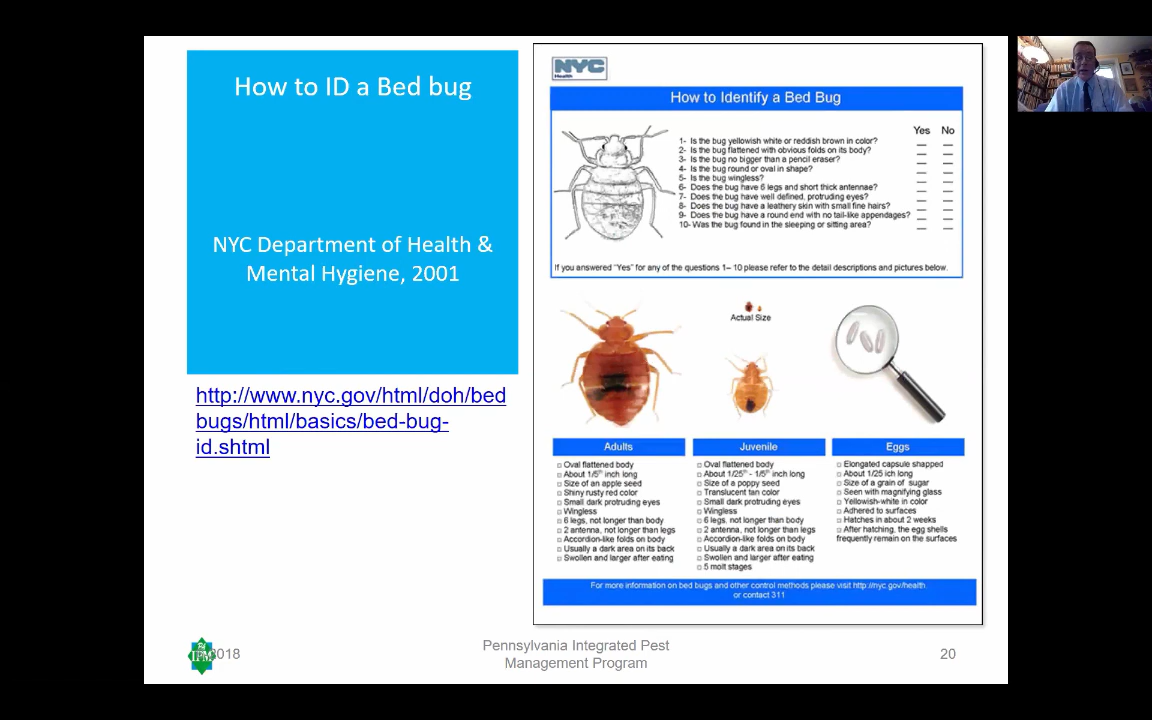 How to ID a Bed bug
NYC Department of Health &
Mental Hygiene, 2001
http://www.nyc.gov/html/doh/bed
bugs/html/basics/bed-bug-
id.shtml
NYC
Health
How to Identify a Bed Bug
Yes No
1- Is the bug yellowish white or reddish brown in color?
2- Is the bug flattened with obvious folds on its body?
3- Is the bug no bigger than a pencil eraser?
4- Is the bug round or oval in shape?
5- Is the bug wingless?
6- Does the bug have 6 legs and short thick antennae?
7- Does the bug have well defined, protruding eyes?
8- Does the bug have a leathery skin with small fine hairs?
9- Does the bug have a round end with no tail-like appendages?
10- Was the bug found in the sleeping or sitting area?
If you answered "Yes" for any of the questions 1– 10 please refer to the detail descriptions and pictures below.
Actual Size
Adults
Oval flattened body
About 1/5th inch long
Size of an apple seed
Shiny rusty red color
Small dark protruding eyes
Wingless
6 legs, not longer than body
2 antenna, not longer than legs
Accordion-like folds on body
Usually a dark area on its back
Swollen and larger after eating
Juvenile
Oval flattened body
About 1/25th - 1/5th inch long
Size of a poppy seed
Translucent tan color
Small dark protruding eyes
Wingless
6 legs, not longer than body
2 antenna, not longer than legs
Accordion-like folds on body
Usually a dark area on its back
Swollen and larger after eating
5 molt stages
Eggs
Elongated capsule shapped
About 1/25 ich long
Size of a grain of sugar
Seen with magnifying glass
Yellowish-white in color
Adhered to surfaces
Hatches in about 2 weeks
After hatching, the egg shells
frequently remain on the surfaces
For more information on bed bugs and other control methods please visit http://nyc.gov/health
or contact 311
PA
IPM
2018
Pennsylvania Integrated Pest
Management Program
20